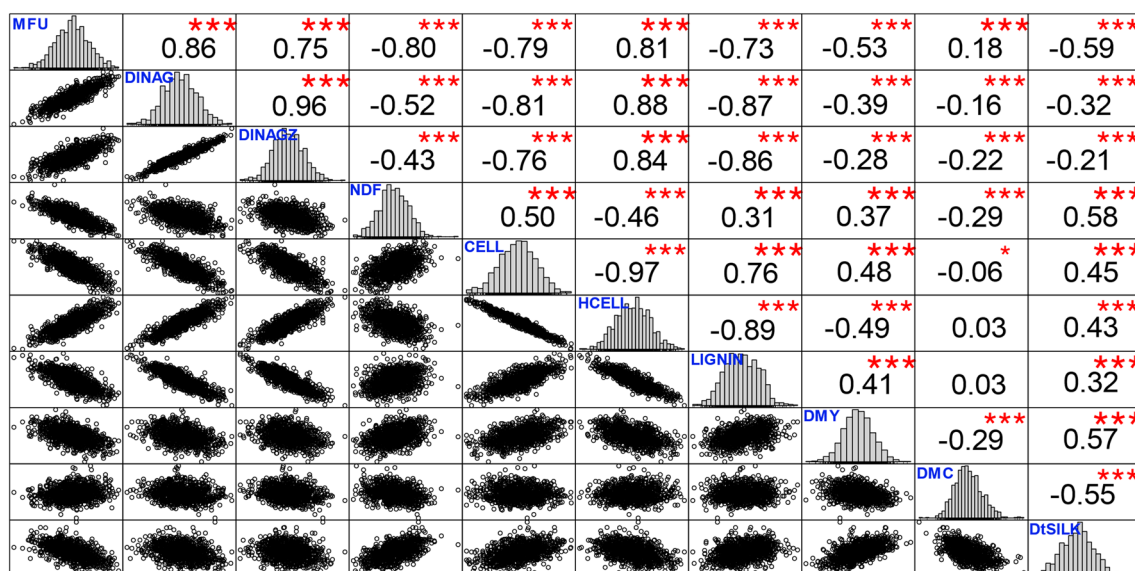 MFU *** 0.86 *** 0.75 *** -0.80 *** -0.79 *** 0.81 *** -0.73 *** -0.53 *** 0.18 *** -0.59
DINAG *** 0.96 *** -0.52 *** -0.81 *** 0.88 *** -0.87 *** -0.39 *** -0.16 *** -0.32
DINAGZ *** -0.43 *** -0.76 *** 0.84 *** -0.86 *** -0.28 *** -0.22 *** -0.21
NDF *** 0.50 *** -0.46 *** 0.31 *** 0.37 *** -0.29 *** 0.58
CELL *** -0.97 *** 0.76 *** 0.48 * -0.06 *** 0.45
HCELL *** -0.89 *** -0.49 0.03 *** 0.43
LIGNIN *** 0.41 0.03 *** 0.32
DMY *** -0.29 *** 0.57
DMC *** -0.55
DtSILK